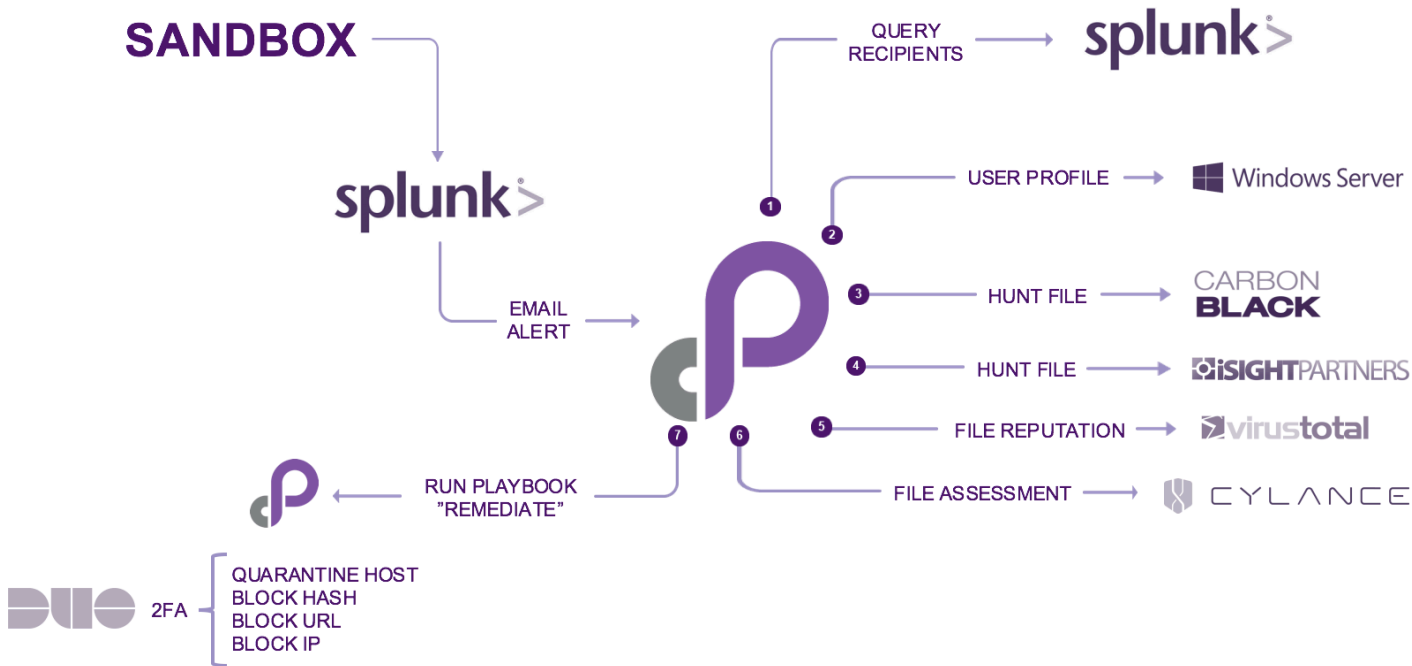 SANDBOX
splunk>
EMAIL
ALERT
1
QUERY
RECIPIENTS
splunk>
2
USER PROFILE
Windows Server
3
HUNT FILE
CARBON
BLACK
4
HUNT FILE
iSIGHTPARTNERS
5
FILE REPUTATION
virustotal
6
FILE ASSESSMENT
CYLANCE
7
RUN PLAYBOOK
”REMEDIATE”
DUO
2FA
QUARANTINE HOST
BLOCK HASH
BLOCK URL
BLOCK IP